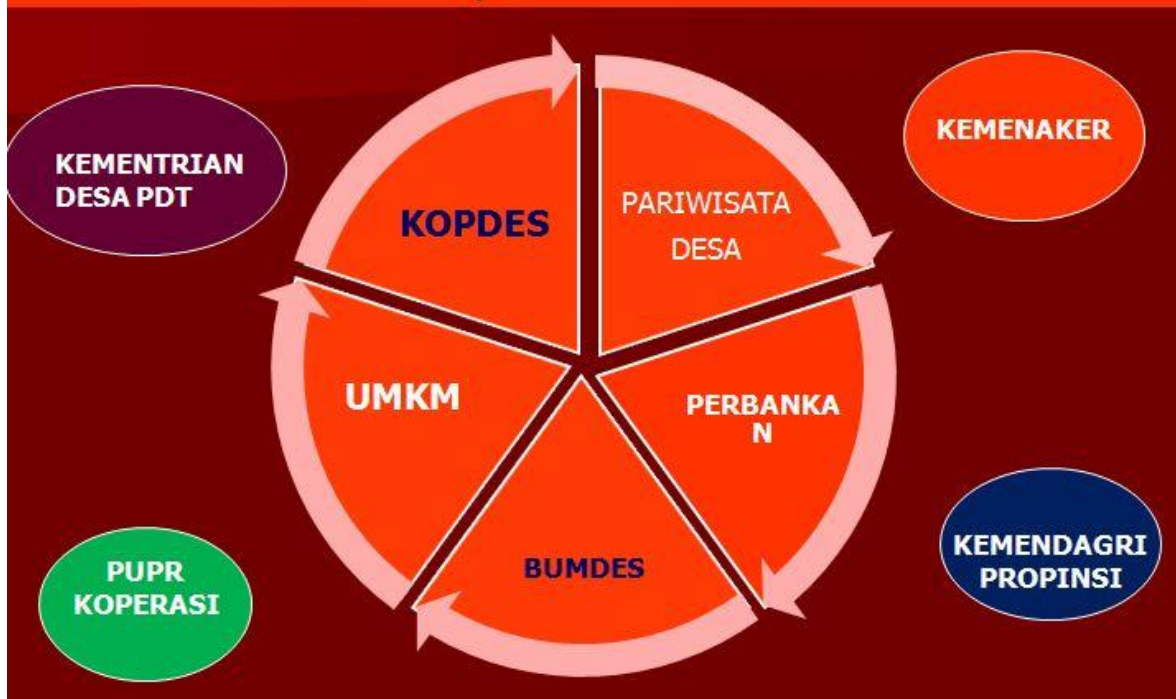 KEMENTRIAN
DESA PDT
KOPDES
PARIWISATA
DESA
KEMENAKER
UMKM
PERBANKA
N
BUMDES
PUPR
KOPERASI
KEMENDAGRI
PROPINSI